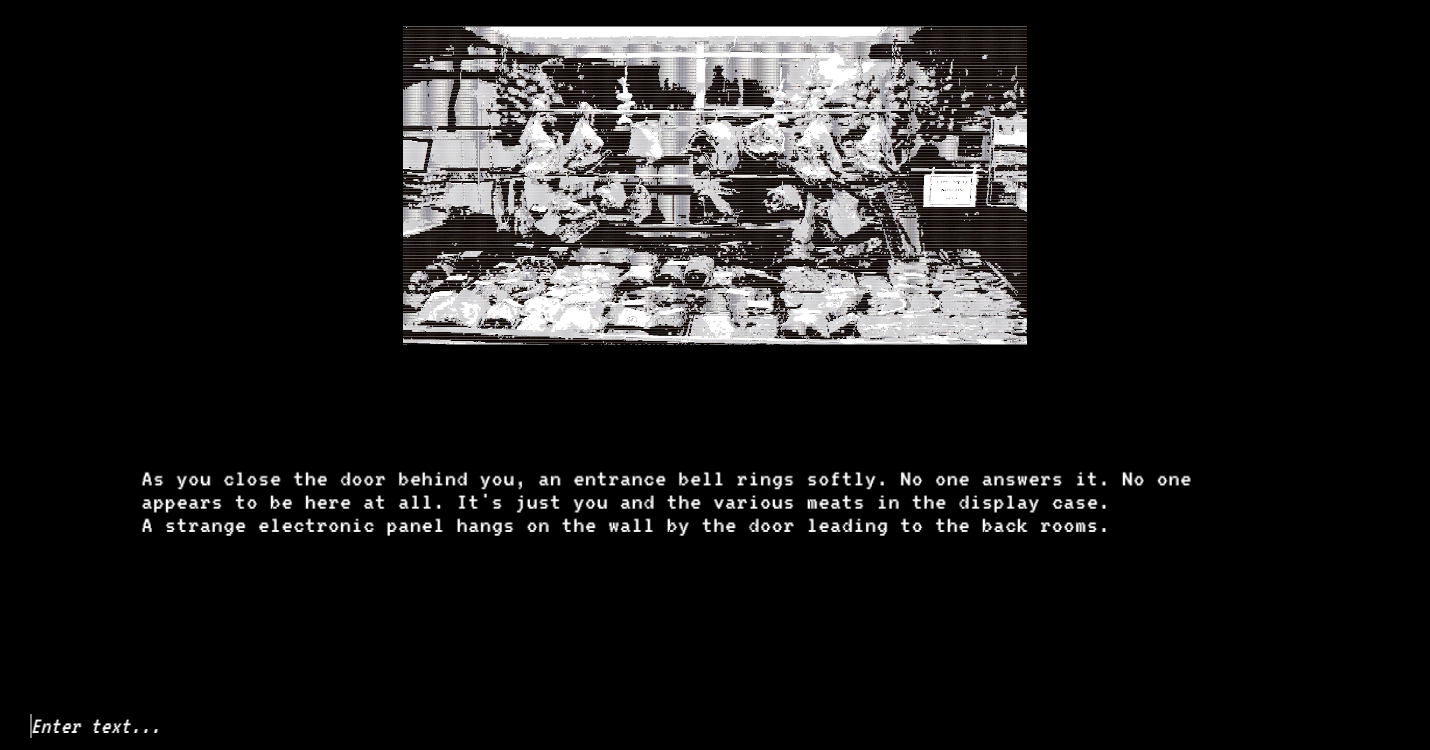 As you close the door behind you, an entrance bell rings softly. No one answers it. No one
appears to be here at all. It's just you and the various meats in the display case.
A strange electronic panel hangs on the wall by the door leading to the back rooms.
Enter text...